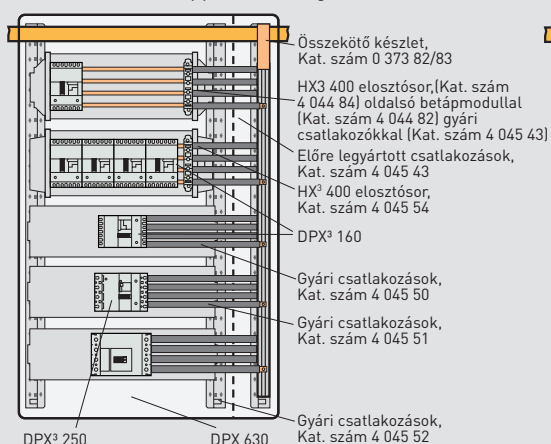 Összekötő készlet,
Kat. szám 0 373 82/83
HX3 400 elosztósor,(Kat. szám
4 044 84) oldalsó betápmodullal
(Kat. szám 4 044 82) gyári
csatlakozókkal (Kat. szám 4 045 43)
Előre legyártott csatlakozások,
Kat. szám 4 045 43
HX³ 400 elosztósor,
Kat. szám 4 045 54
DPX³ 160
Gyári csatlakozások,
Kat. szám 4 045 50
Gyári csatlakozások,
Kat. szám 4 045 51
Gyári csatlakozások,
Kat. szám 4 045 52
DPX³ 250
DPX 630